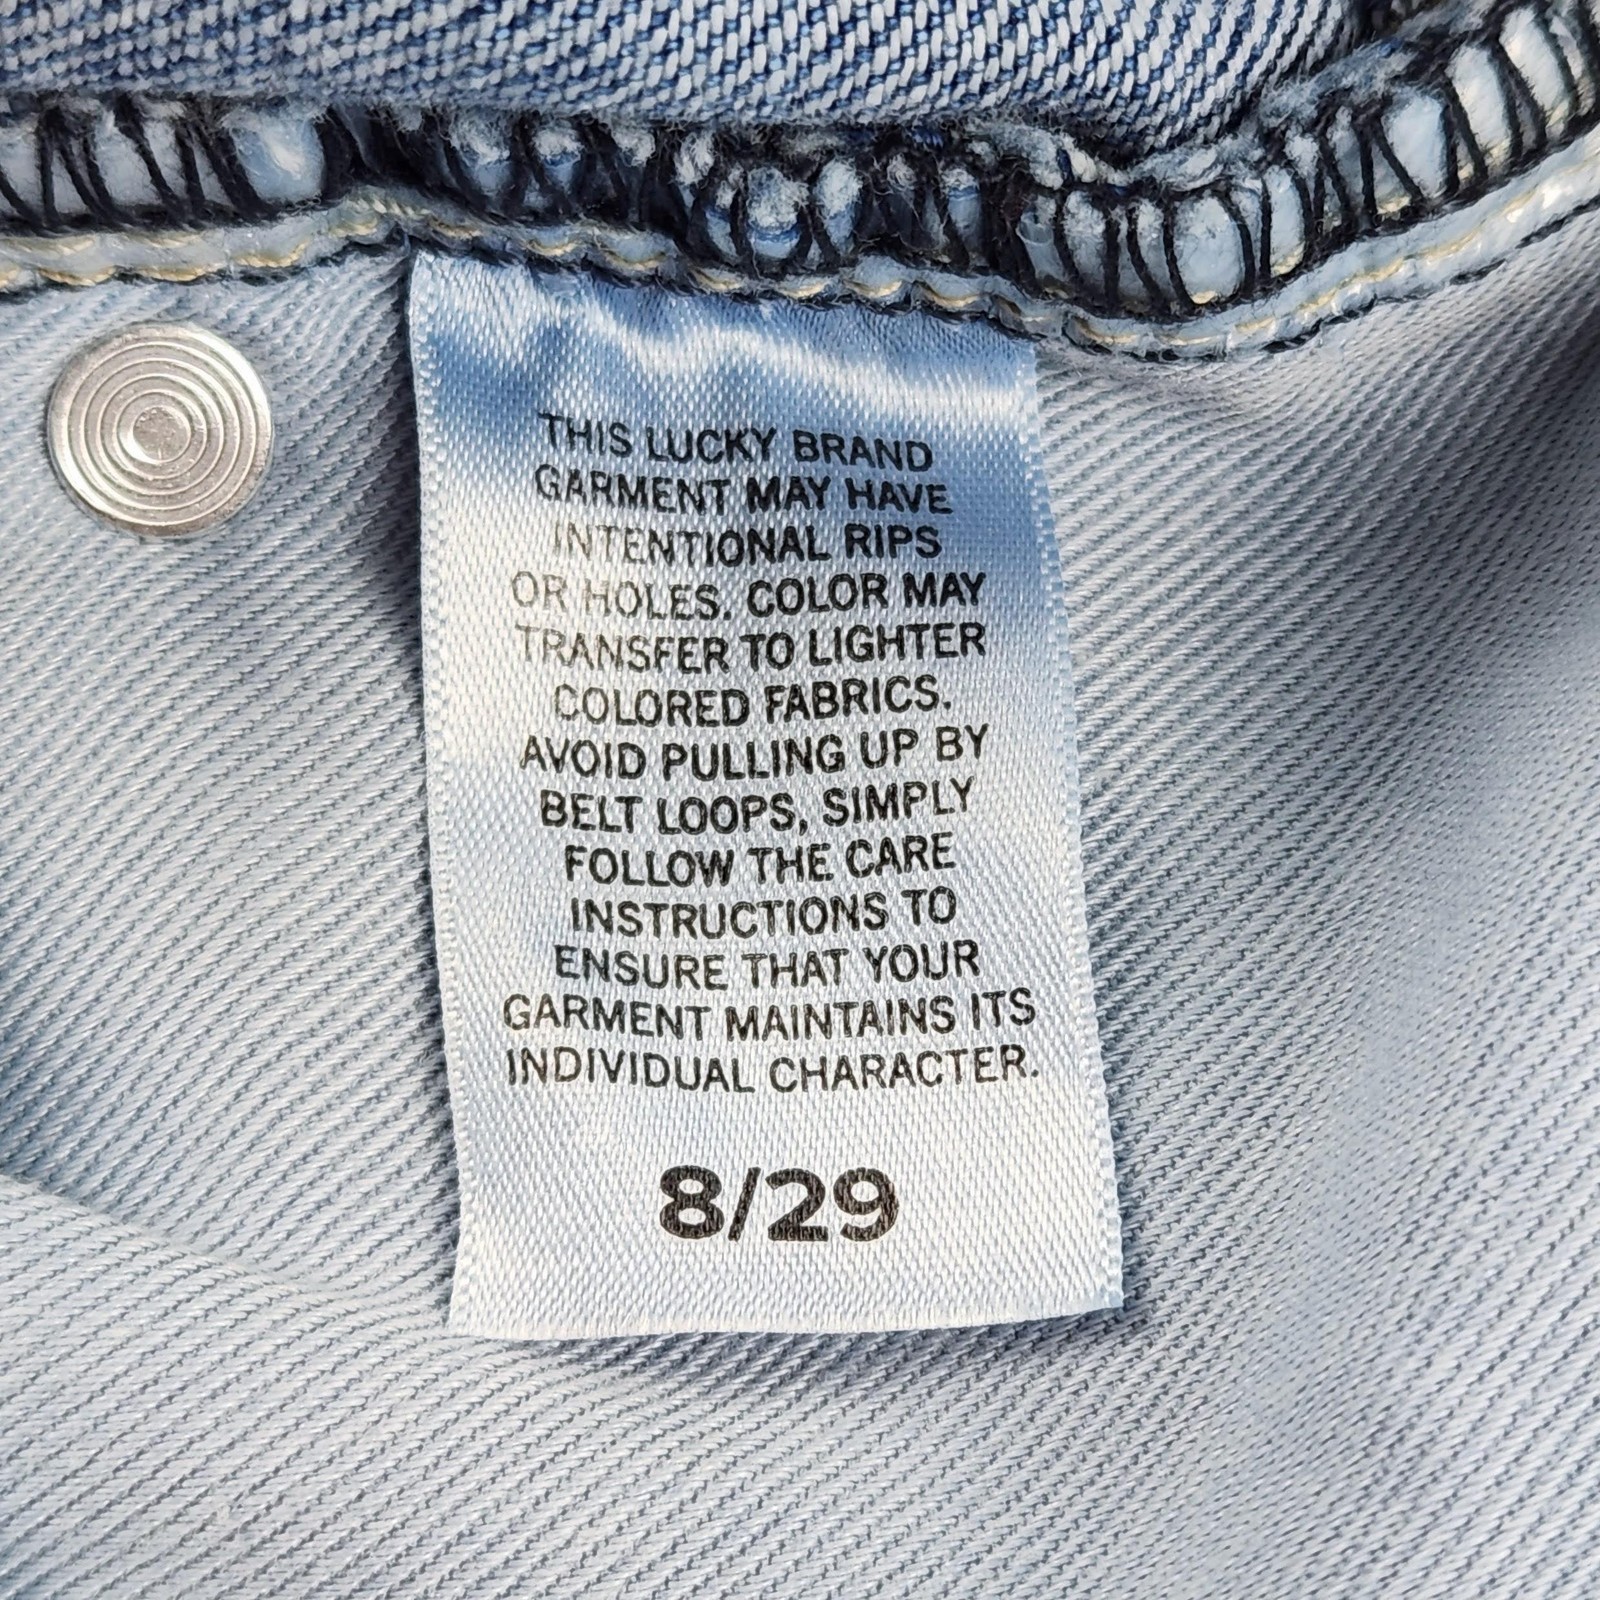 THIS LUCKY BRAND
GARMENT MAY HAVE
INTENTIONAL RIPS
OR HOLES. COLOR MAY
TRANSFER TO LIGHTER
COLORED FABRICS.
AVOID PULLING UP BY
BELT LOOPS, SIMPLY
FOLLOW THE CARE
INSTRUCTIONS TO
ENSURE THAT YOUR
GARMENT MAINTAINS ITS
INDIVIDUAL CHARACTER.
8/29